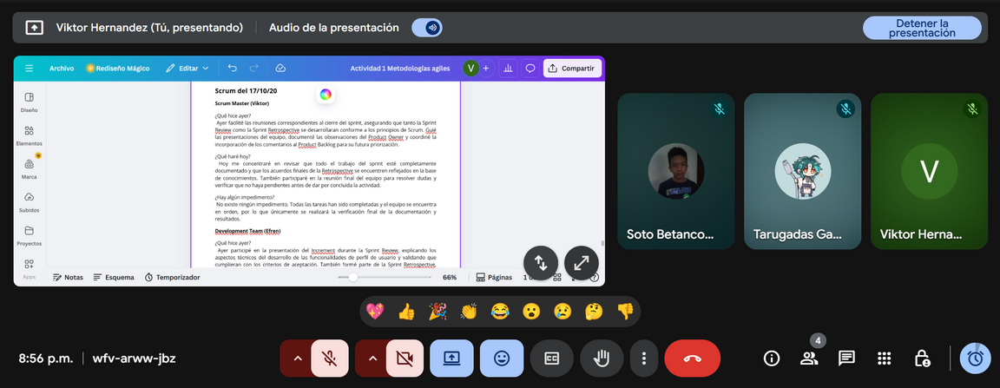 Viktor Hernandez (Tú, presentando)
Audio de la presentación
Detener la
presentación
Archivo
Rediseño Mágico
Editar
Actividad 1 Metodologías agiles
V
Compartir
Diseño
Elementos
Marca
Subidos
Proyectos
Apps
Scrum del 17/10/20
Scrum Master (Viktor)
¿Qué hice ayer?
Ayer facilité las reuniones correspondientes al cierre del sprint, asegurando que tanto la Sprint
Review como la Sprint Retrospective se desarrollaran conforme a los principios de Scrum. Guié
las presentaciones del equipo, documenté las observaciones del Product Owner y coordiné la
incorporación de los comentarios al Product Backlog para su futura priorización.
¿Qué haré hoy?
Hoy me concentraré en revisar que todo el trabajo del sprint esté completamente
documentado y que los acuerdos finales de la Retrospective se encuentren reflejados en la base
de conocimientos. También participaré en la reunión final del equipo para resolver dudas y
verificar que no haya pendientes antes de dar por concluida la actividad.
¿Hay algún impedimento?
No existe ningún impedimento. Todas las tareas han sido completadas y el equipo se encuentra
en orden, por lo que únicamente se realizará la verificación final de la documentación y
resultados.
Development Team (Efren)
¿Qué hice ayer?
Ayer participé en la presentación del Increment durante la Sprint Review, explicando los
aspectos técnicos del desarrollo de las funcionalidades de perfil de usuario y validando que
cumplieran con los criterios de aceptación. También formé parte de la Sprint Retrospective,
Notas
Esquema
Temporizador
66%
Páginas
Soto Betanco...
Tarugadas Ga...
V
Viktor Herna...
8:56 p.m.
wfv-arww-jbz
4